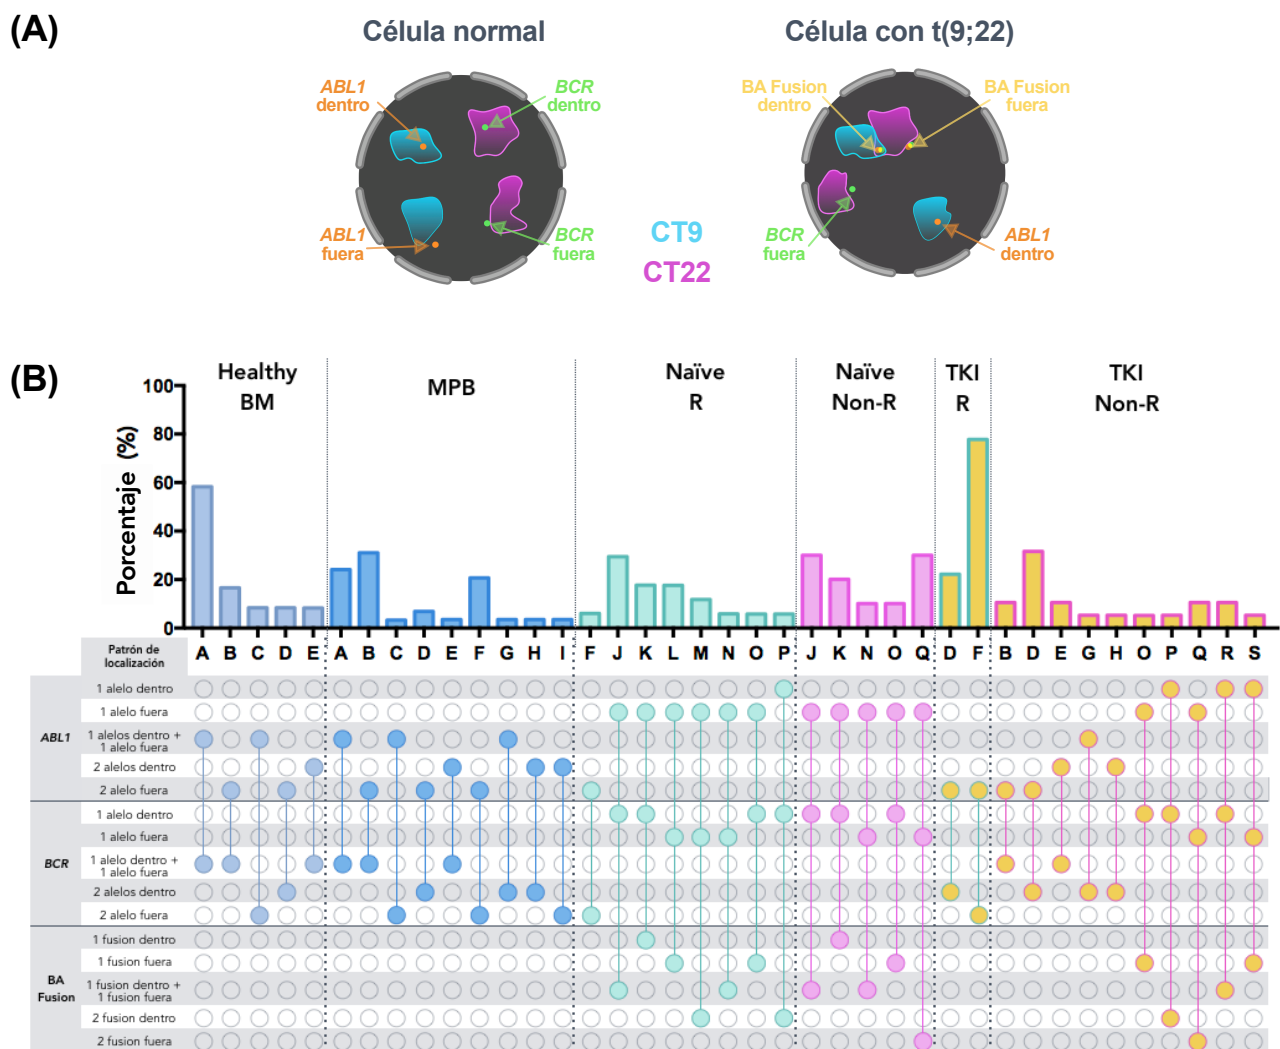 (A)
Célula normal
Célula con t(9;22)
ABL1
dentro
BCR
dentro
BA Fusion
dentro
BA Fusion
fuera
ABL1
fuera
BCR
fuera
CT9
CT22
BCR
fuera
ABL1
dentro
(B)
Healthy
BM
MPB
Naïve
R
Naïve
Non-R
TKI
R
TKI
Non-R
Porcentaje (%)
100
80
60
40
20
0
Patrón de
localización
A B C D E A B C D E F G H I F J K L M N O P J K N O Q D F B D E G H O P Q R S
ABL1
1 alelo dentro
1 alelo fuera
1 alelos dentro +
1 alelo fuera
2 alelos dentro
2 alelo fuera
BCR
1 alelo dentro
1 alelo fuera
1 alelo dentro +
1 alelo fuera
2 alelos dentro
2 alelo fuera
BA
Fusion
1 fusion dentro
1 fusion fuera
1 fusion dentro +
1 fusion fuera
2 fusion dentro
2 fusion fuera